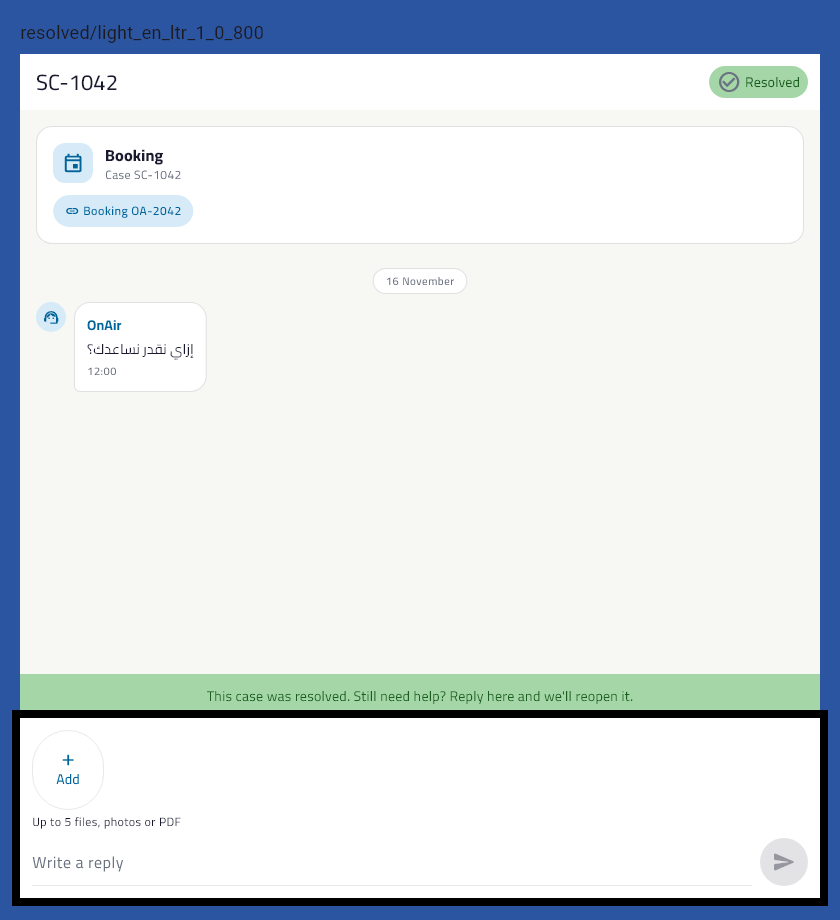 resolved/light_en_ltr_1_0_800
SC-1042
Resolved
Booking
Case SC-1042
Booking OA-2042
16 November
OnAir
إزاي نقدر نساعدك؟
12:00
This case was resolved. Still need help? Reply here and we'll reopen it.
+
Add
Up to 5 files, photos or PDF
Write a reply